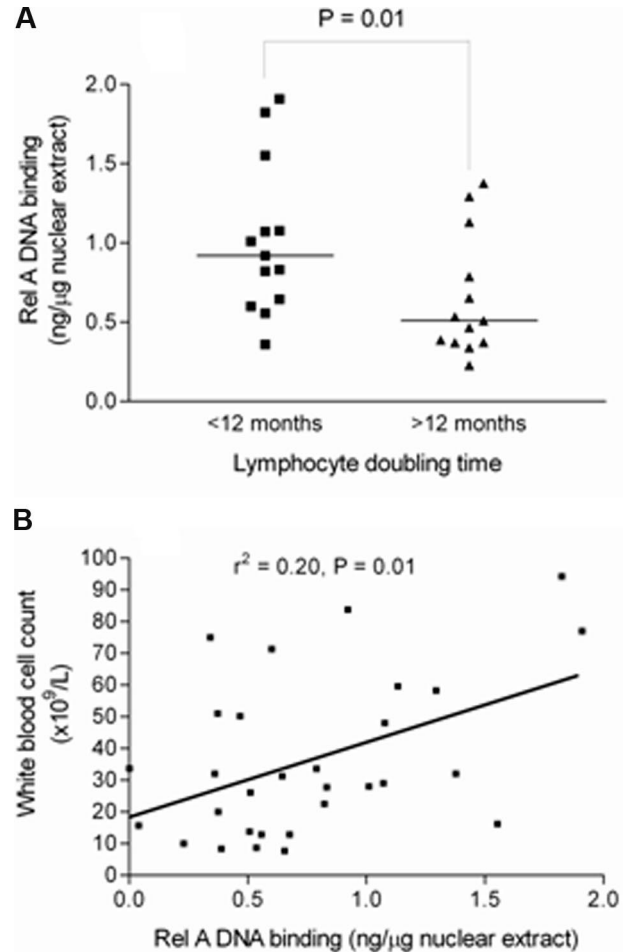 A
P = 0.01
Rel A DNA binding
(ng/μg nuclear extract)
2.0
1.5
1.0
0.5
0.0
<12 months
>12 months
Lymphocyte doubling time
B
r² = 0.20, P = 0.01
White blood cell count
(x10⁹/L)
100
90
80
70
60
50
40
30
20
10
0
0.0
0.5
1.0
1.5
2.0
Rel A DNA binding (ng/μg nuclear extract)